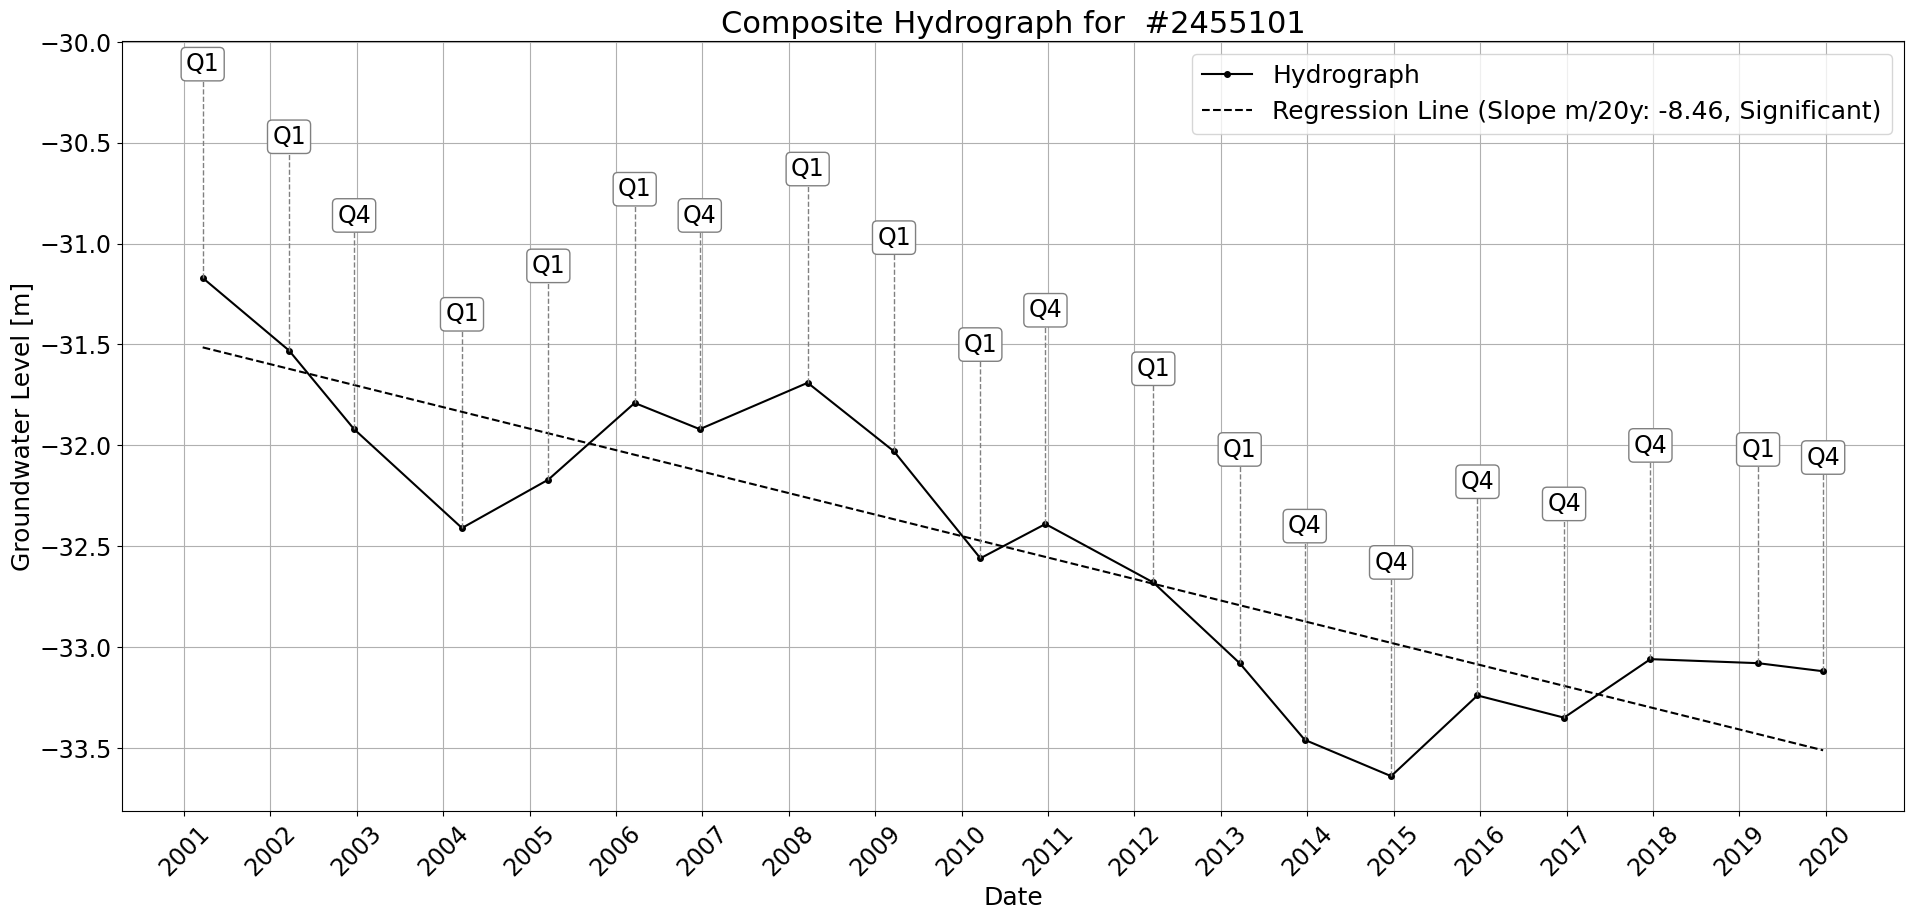 Composite Hydrograph for  #2455101
Hydrograph
Regression Line (Slope m/20y: -8.46, Significant)
Groundwater Level [m]
−30.0
−30.5
−31.0
−31.5
−32.0
−32.5
−33.0
−33.5
Q1
Q1
Q4
Q1
Q1
Q1
Q4
Q1
Q1
Q1
Q4
Q1
Q1
Q4
Q4
Q4
Q4
Q4
Q1
Q4
2001
2002
2003
2004
2005
2006
2007
2008
2009
2010
2011
2012
2013
2014
2015
2016
2017
2018
2019
2020
Date